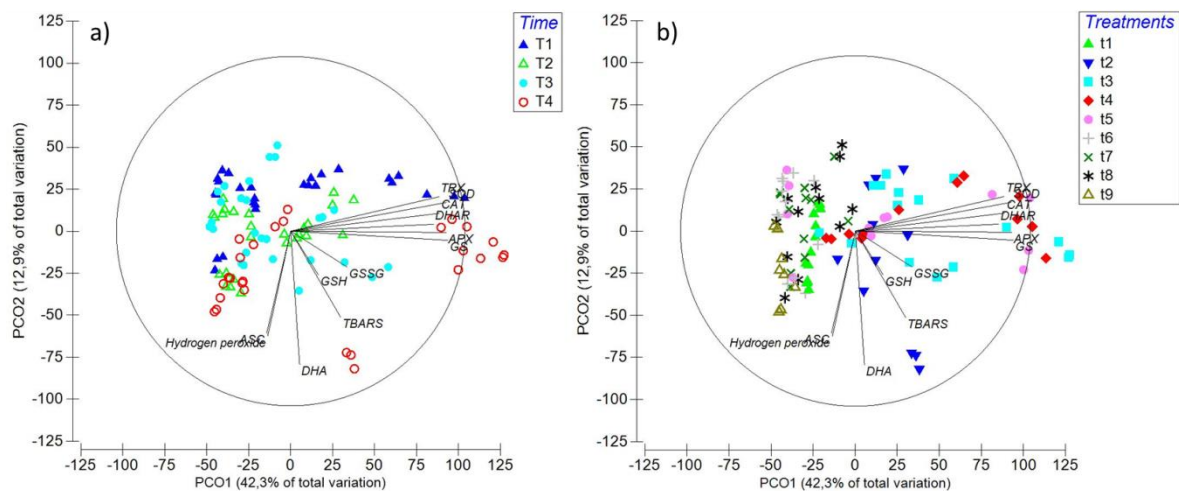 a)
Time
T1
T2
T3
T4
125
100
75
50
25
0
-25
-50
-75
-100
-125
PCO2 (12,9% of total variation)
TRX
SOD
CAT
DHAR
APX
GS
GSSG
GSH
TBARS
ASC
Hydrogen peroxide
DHA
-125 -100 -75 -50 -25 0 25 50 75 100 125
PCO1 (42,3% of total variation)
b)
Treatments
t1
t2
t3
t4
t5
t6
t7
t8
t9
125
100
75
50
25
0
-25
-50
-75
-100
-125
PCO2 (12,9% of total variation)
TRX
CAT
DHAR
APX
GS
GSSG
GSH
TBARS
ASC
Hydrogen peroxide
DHA
-125 -100 -75 -50 -25 0 25 50 75 100 125
PCO1 (42,3% of total variation)